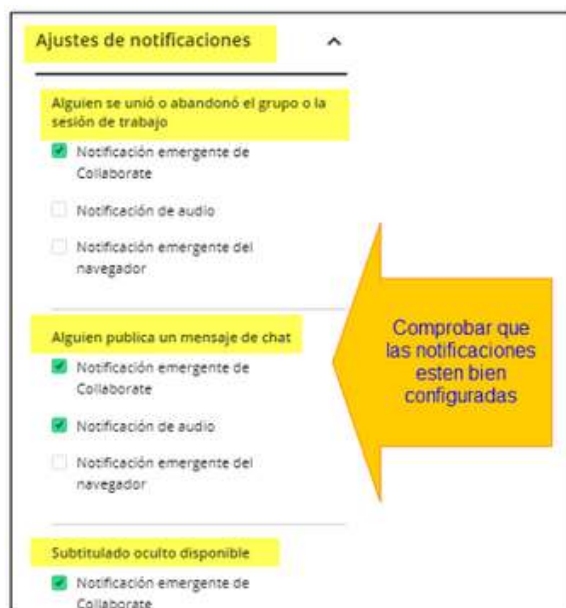 Ajustes de notificaciones
Alguien se unió o abandonó el grupo o la
sesión de trabajo
Notificación emergente de
Collaborate
Notificación de audio
Notificación emergente del
navegador
Alguien publica un mensaje de chat
Notificación emergente de
Collaborate
Notificación de audio
Notificación emergente del
navegador
Comprobar que
las notificaciones
esten bien
configuradas
Subtitulado oculto disponible
Notificación emergente de
Collaborate